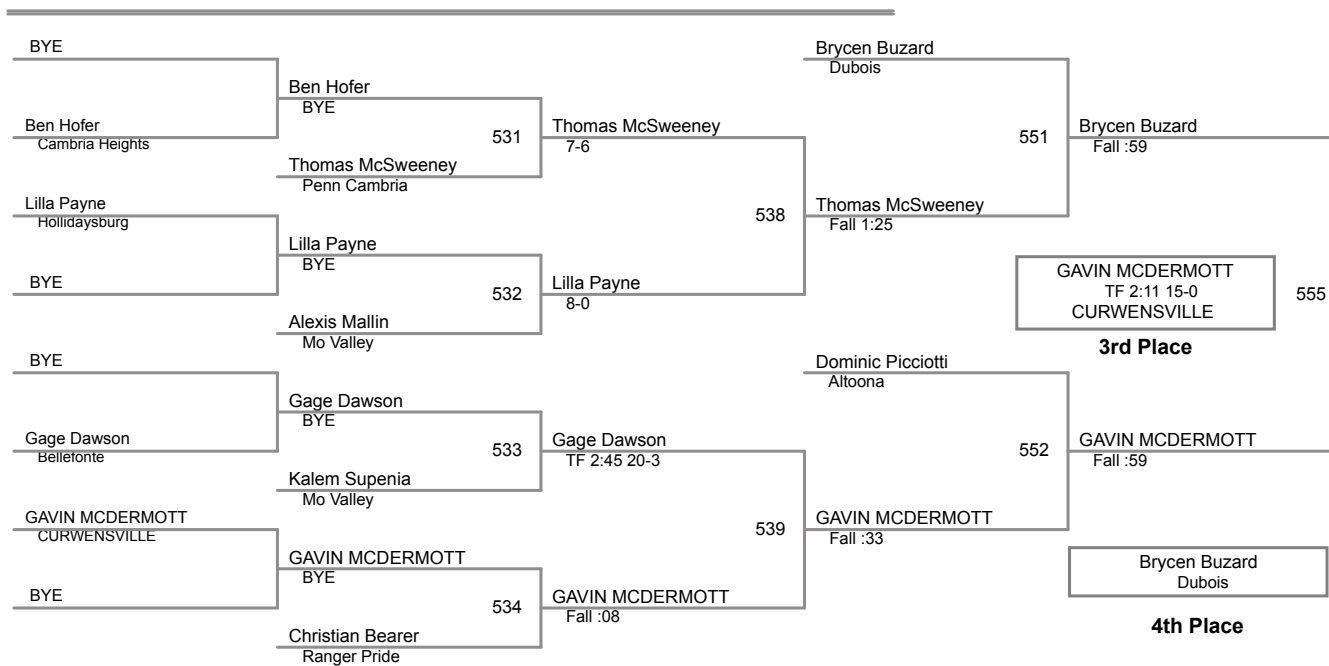 BYE
Ben Hofer
BYE
Ben Hofer
Cambria Heights
531
Thomas McSweeney
Penn Cambria
Thomas McSweeney
7-6
Lilla Payne
Hollidaysburg
Lilla Payne
BYE
BYE
532
Alexis Mallin
Mo Valley
Lilla Payne
8-0
538
Thomas McSweeney
Fall 1:25
Brycen Buzard
Dubois
551
Brycen Buzard
Fall :59
GAVIN MCDERMOTT
TF 2:11 15-0
CURWENSVILLE
555
3rd Place
BYE
Gage Dawson
BYE
Gage Dawson
Bellefonte
533
Kalem Supenia
Mo Valley
Gage Dawson
TF 2:45 20-3
GAVIN MCDERMOTT
CURWENSVILLE
GAVIN MCDERMOTT
BYE
BYE
534
Christian Bearer
Ranger Pride
GAVIN MCDERMOTT
Fall :08
539
GAVIN MCDERMOTT
Fall :33
Dominic Picciotti
Altoona
552
GAVIN MCDERMOTT
Fall :59
Brycen Buzard
Dubois
4th Place